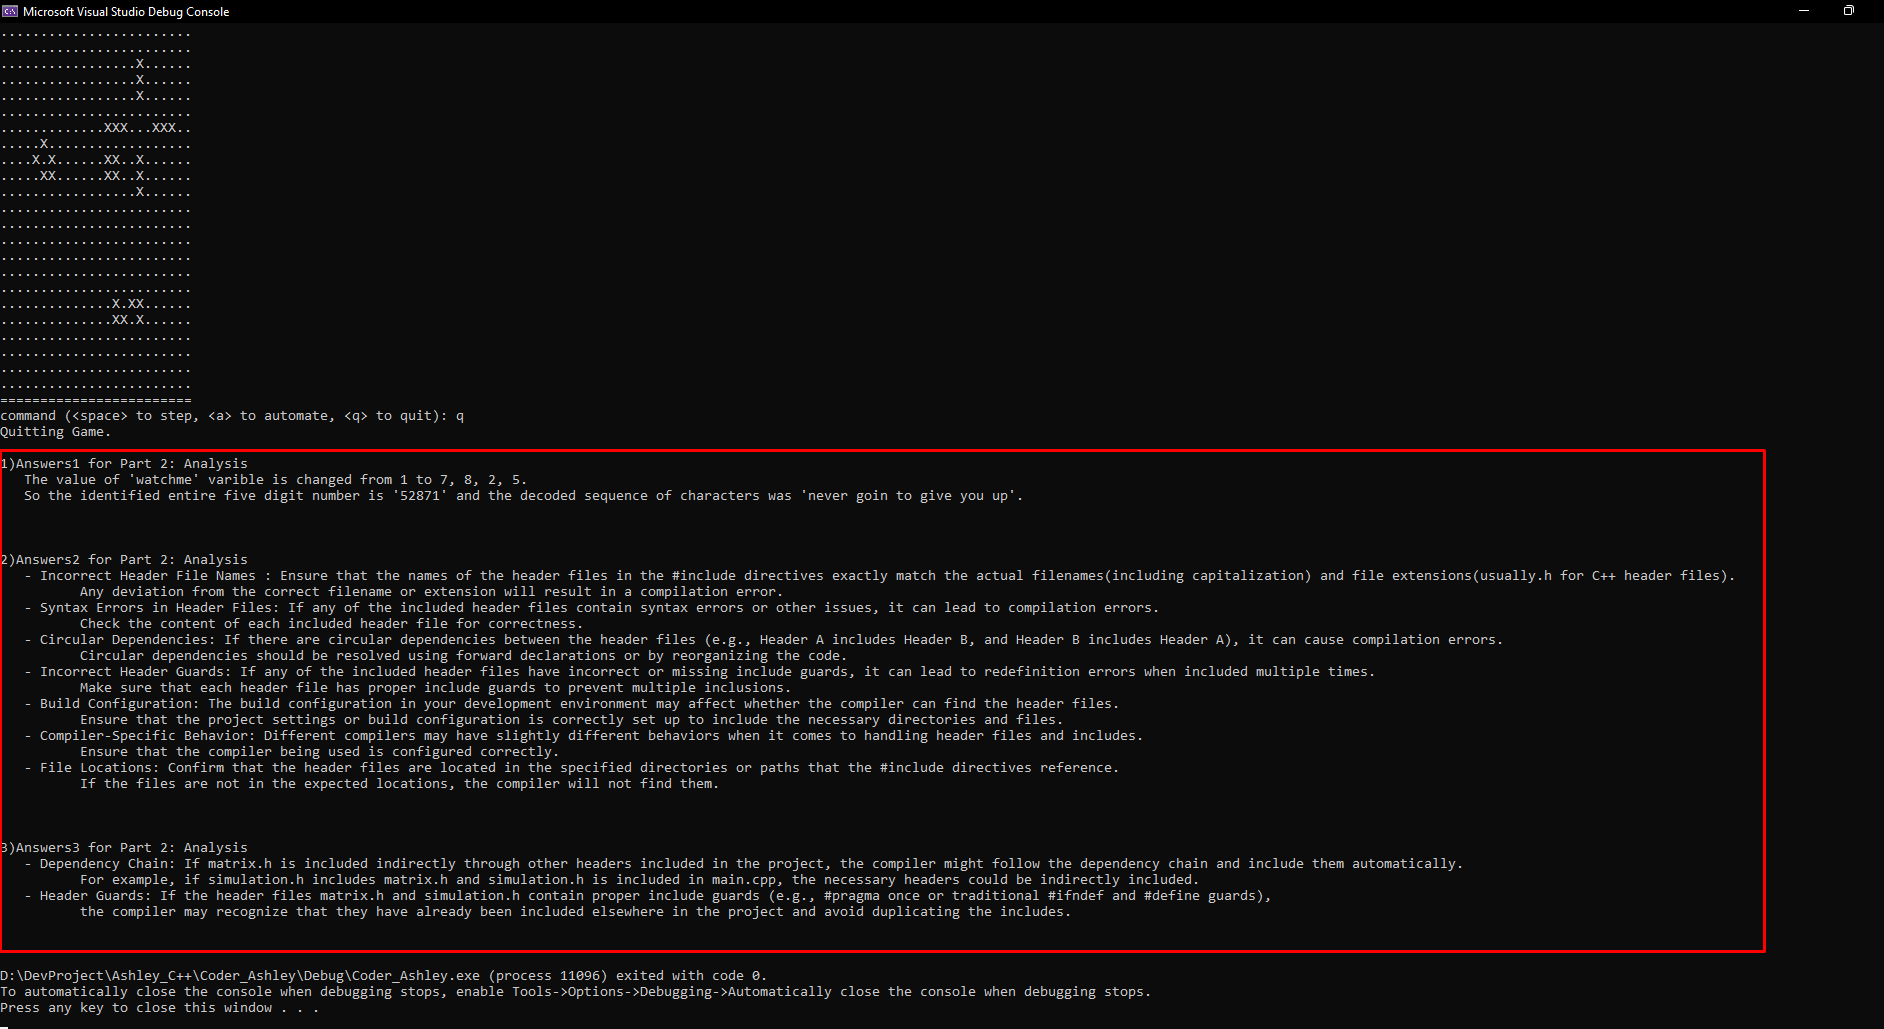 ........................
........................
.................X......
.................X......
.................X......
........................
.............XXX...XXX..
.....X..................
....X.X......XX..X......
.....XX......XX..X......
.................X......
........................
........................
........................
........................
........................
........................
..............X.XX......
..............XX.X......
........................
........................
........................
........................
========================
Microsoft Visual Studio Debug Console
command (<space> to step, <a> to automate, <q> to quit): q
Quitting Game.
1)Answers1 for Part 2: Analysis
The value of 'watchme' varible is changed from 1 to 7, 8, 2, 5.
So the identified entire five digit number is '52871' and the decoded sequence of characters was 'never goin to give you up'.
2)Answers2 for Part 2: Analysis
- Incorrect Header File Names : Ensure that the names of the header files in the #include directives exactly match the actual filenames(including capitalization) and file extensions(usually.h for C++ header files).
Any deviation from the correct filename or extension will result in a compilation error.
- Syntax Errors in Header Files: If any of the included header files contain syntax errors or other issues, it can lead to compilation errors.
Check the content of each included header file for correctness.
- Circular Dependencies: If there are circular dependencies between the header files (e.g., Header A includes Header B, and Header B includes Header A), it can cause compilation errors.
Circular dependencies should be resolved using forward declarations or by reorganizing the code.
- Incorrect Header Guards: If any of the included header files have incorrect or missing include guards, it can lead to redefinition errors when included multiple times.
Make sure that each header file has proper include guards to prevent multiple inclusions.
- Build Configuration: The build configuration in your development environment may affect whether the compiler can find the header files.
Ensure that the project settings or build configuration is correctly set up to include the necessary directories and files.
- Compiler-Specific Behavior: Different compilers may have slightly different behaviors when it comes to handling header files and includes.
Ensure that the compiler being used is configured correctly.
- File Locations: Confirm that the header files are located in the specified directories or paths that the #include directives reference.
If the files are not in the expected locations, the compiler will not find them.
3)Answers3 for Part 2: Analysis
- Dependency Chain: If matrix.h is included indirectly through other headers included in the project, the compiler might follow the dependency chain and include them automatically.
For example, if simulation.h includes matrix.h and simulation.h is included in main.cpp, the necessary headers could be indirectly included.
- Header Guards: If the header files matrix.h and simulation.h contain proper include guards (e.g., #pragma once or traditional #ifndef and #define guards),
the compiler may recognize that they have already been included elsewhere in the project and avoid duplicating the includes.
D:\DevProject\Ashley_C++\Coder_Ashley\Debug\Coder_Ashley.exe (process 11096) exited with code 0.
To automatically close the console when debugging stops, enable Tools->Options->Debugging->Automatically close the console when debugging stops.
Press any key to close this window . . .